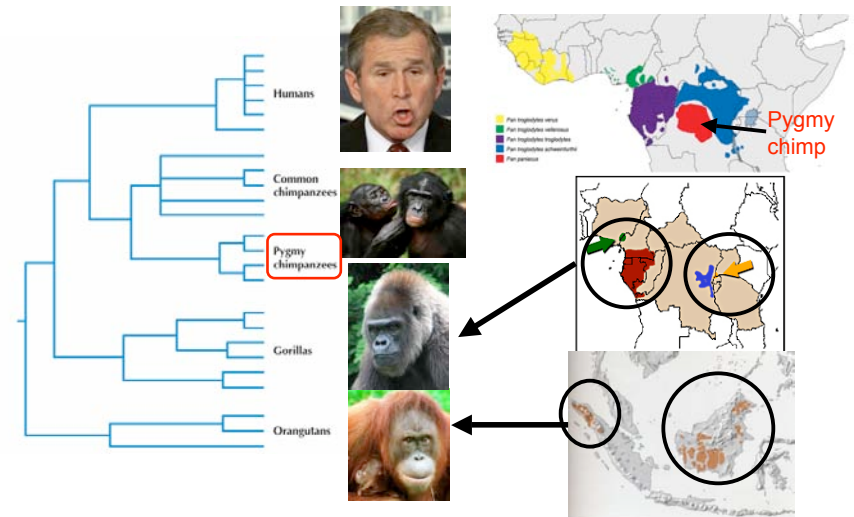 Humans
Common
chimpanzees
Pygmy
chimpanzees
Gorillas
Orangutans
Pan troglodytes verus
Pan troglodytes vellerosus
Pan troglodytes troglodytes
Pan troglodytes schweinfurthii
Pan paniscus
Pygmy
chimp